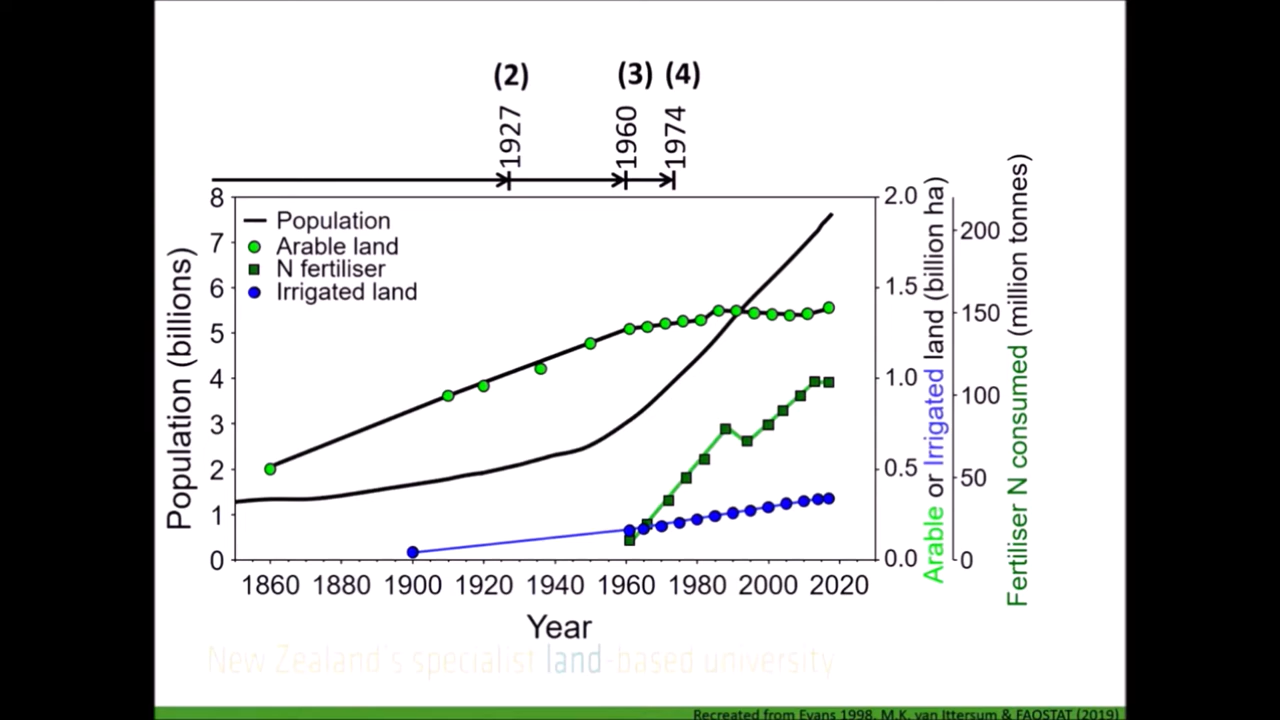 (2) (3) (4)
1927 1960 1974
8
7
6
5
4
3
2
1
0
Population (billions)
Population
Arable land
N fertiliser
Irrigated land
2.0
1.5
1.0
0.5
0.0
Arable or Irrigated land (billion ha)
200
150
100
50
0
Fertiliser N consumed (million tonnes)
1860 1880 1900 1920 1940 1960 1980 2000 2020
Year
New Zealand's specialist land-based university
Recreated from Evans 1998, M.K. van Ittersum & FAOSTAT (2019)